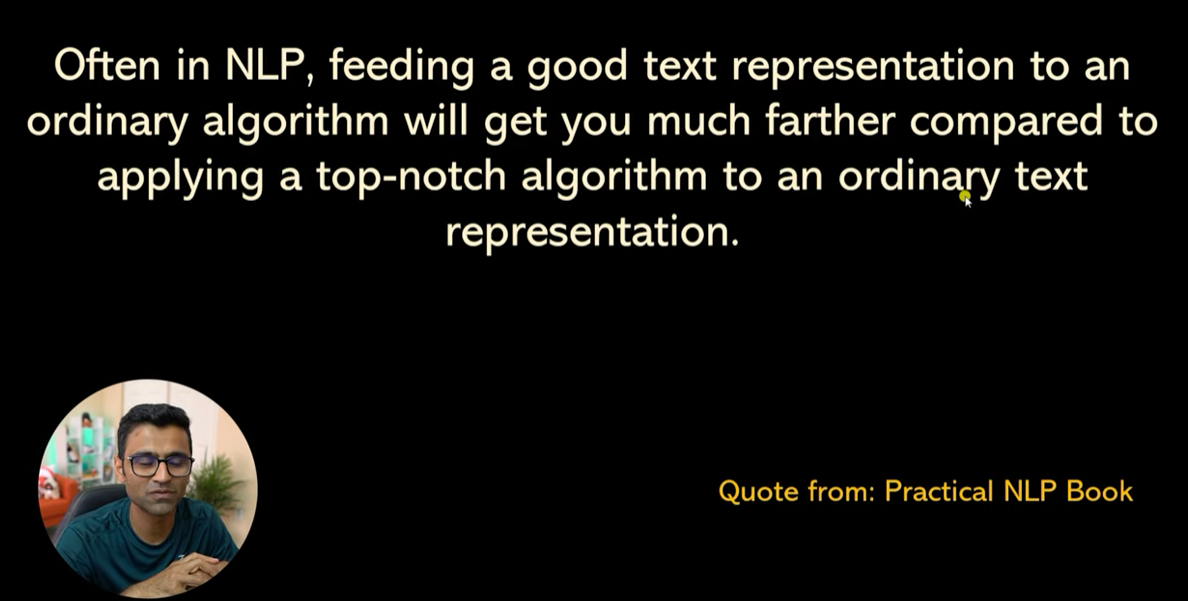 Often in NLP, feeding a good text representation to an
ordinary algorithm will get you much farther compared to
applying a top-notch algorithm to an ordinary text
representation.
Quote from: Practical NLP Book